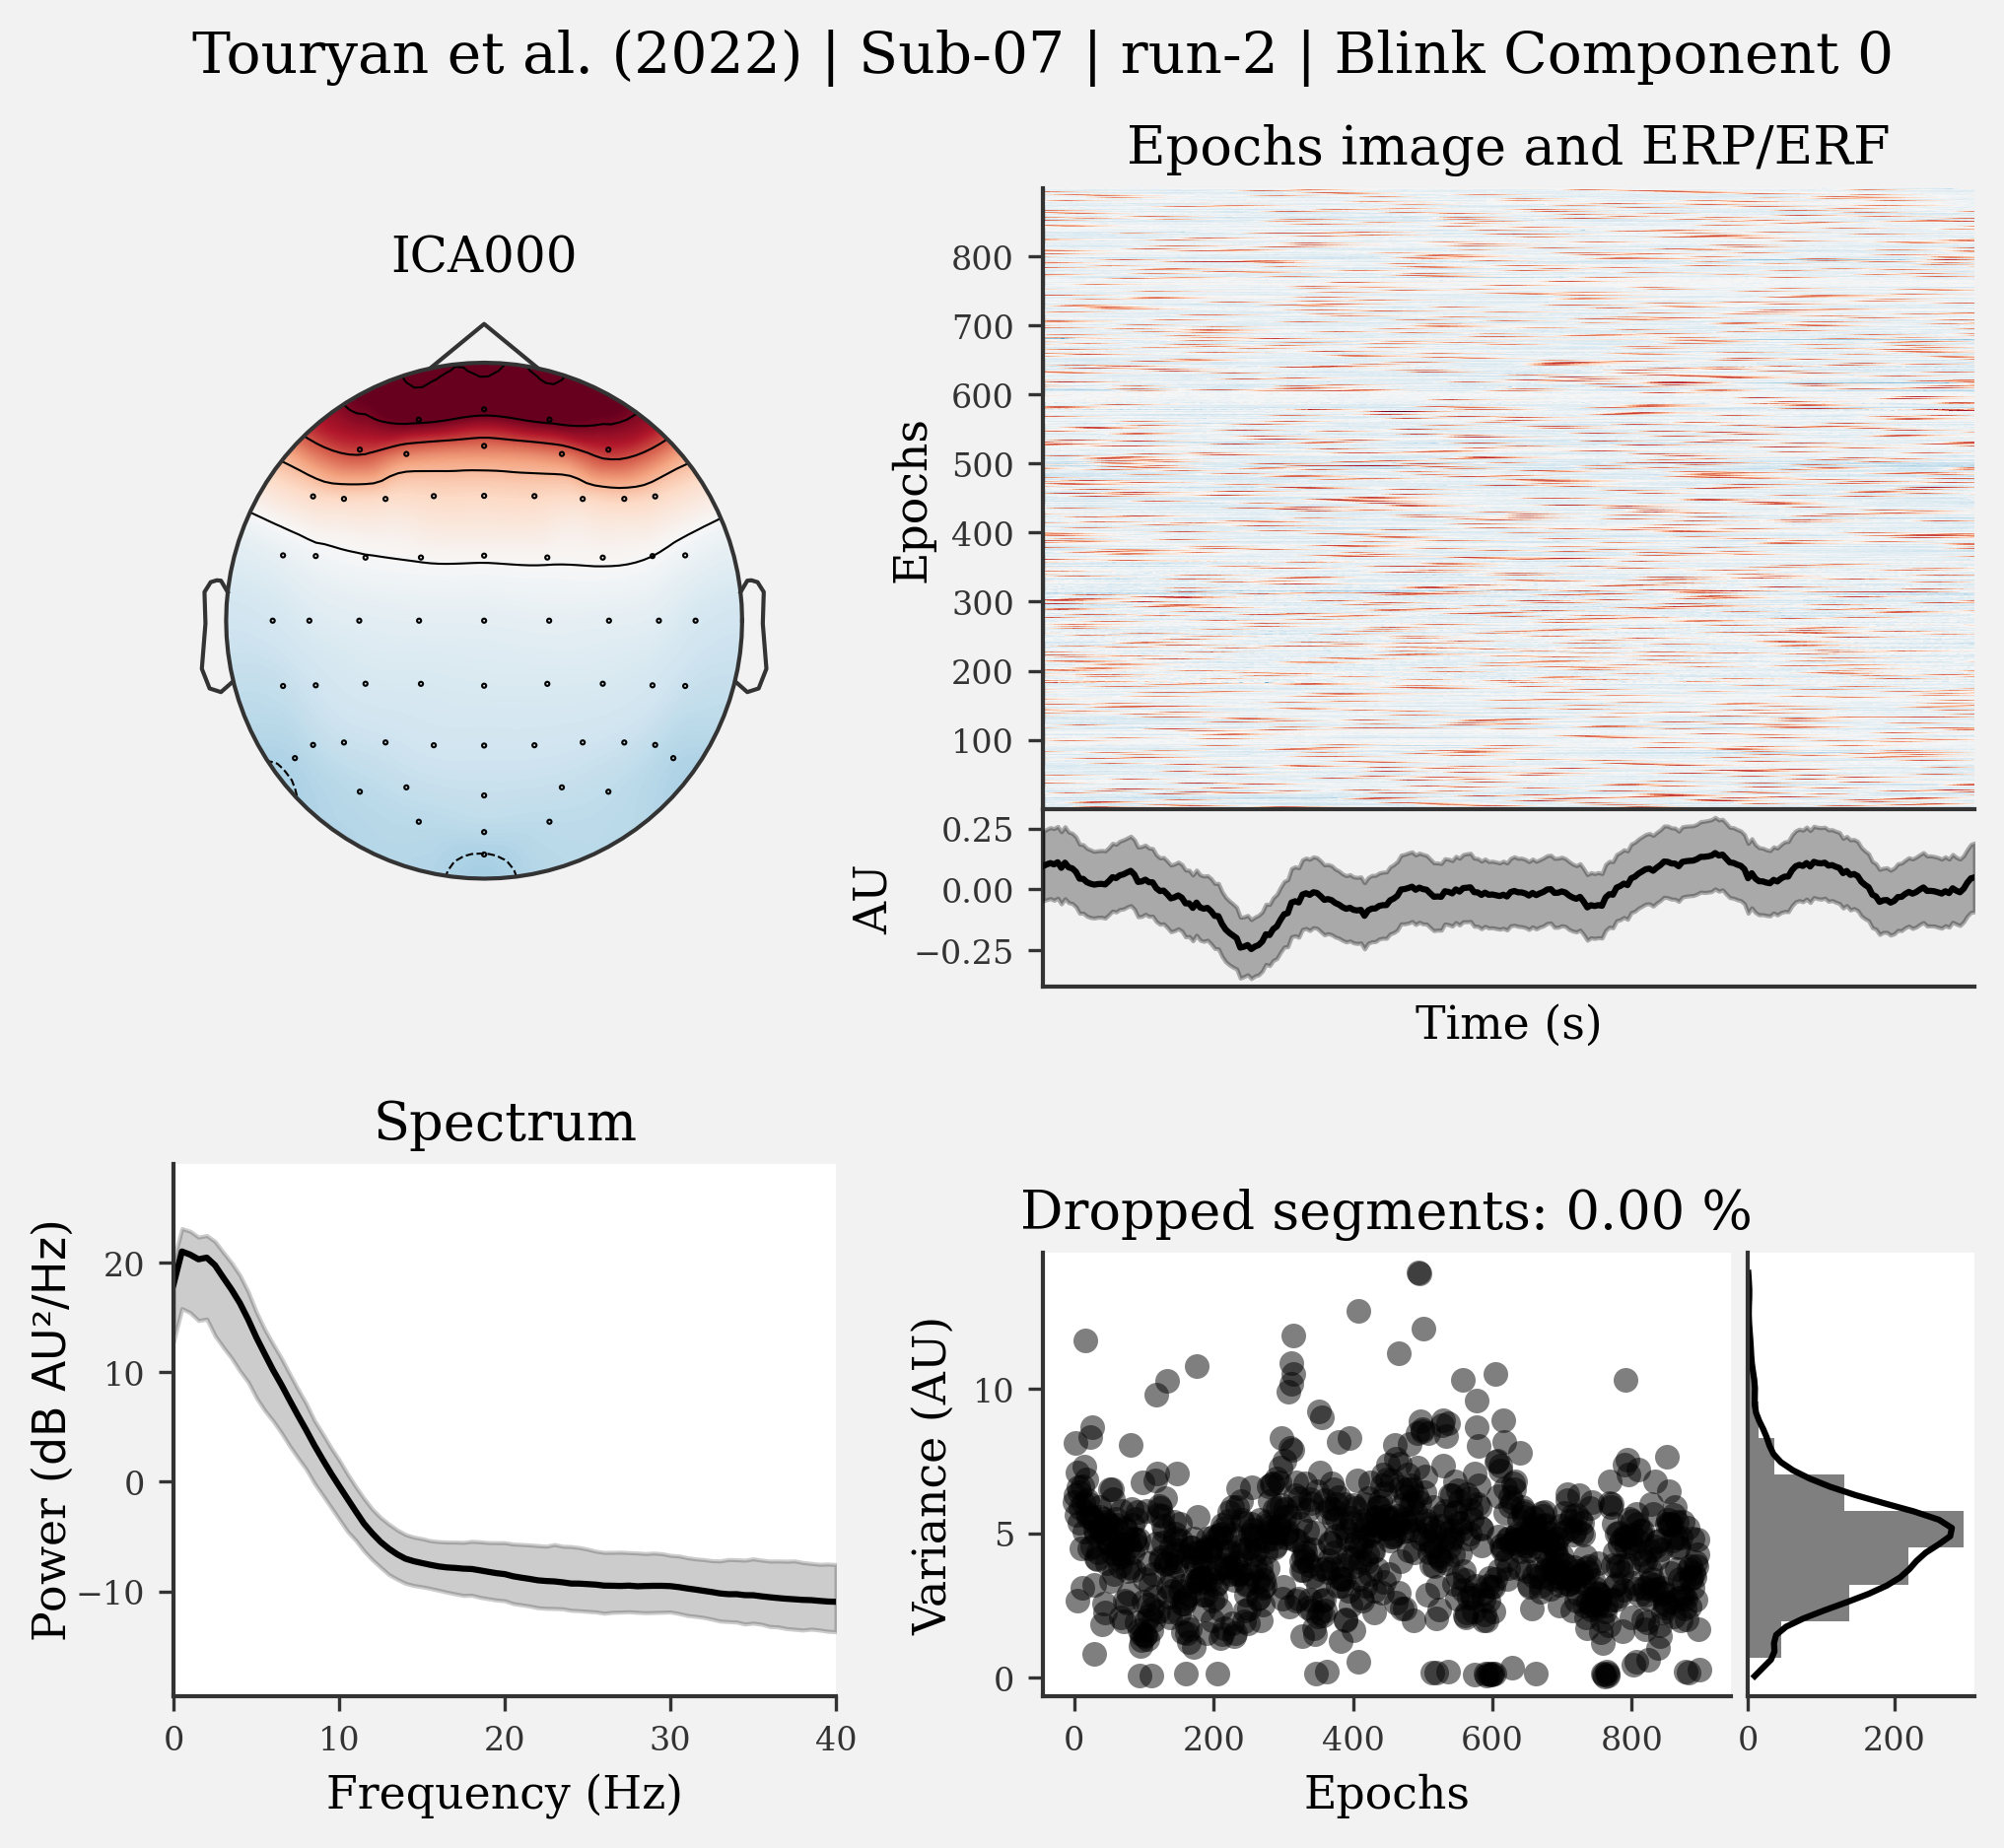 Touryan et al. (2022) | Sub-07 | run-2 | Blink Component 0
ICA000
Epochs image and ERP/ERF
Epochs
800
700
600
500
400
300
200
100
AU
0.25
0.00
−0.25
Time (s)
Spectrum
Power (dB AU²/Hz)
20
10
0
−10
0 10 20 30 40
Frequency (Hz)
Dropped segments: 0.00 %
Variance (AU)
10
5
0
0 200 400 600 800
Epochs
0 200